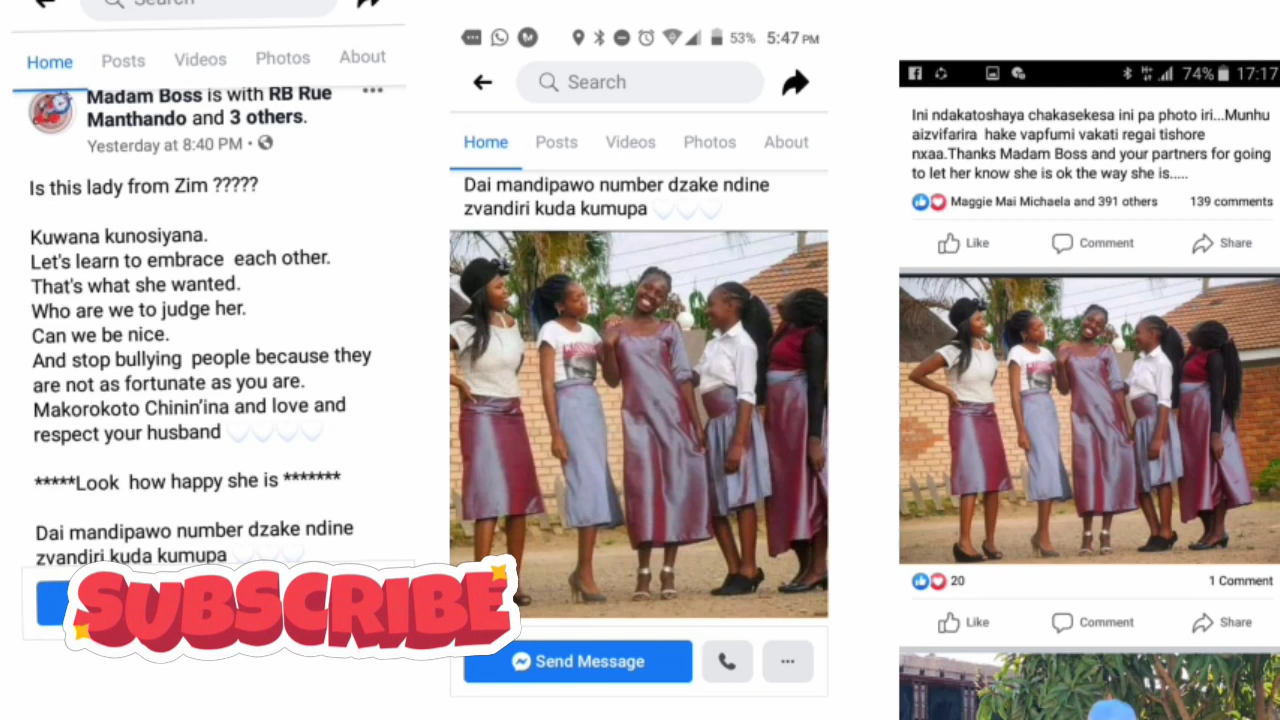 Search
Home Posts Videos Photos About
Madam Boss is with RB Rue
Manthando and 3 others.
Yesterday at 8:40 PM
Is this lady from Zim ?????
Kuwana kunosiyana.
Let's learn to embrace each other.
That's what she wanted.
Who are we to judge her.
Can we be nice.
And stop bullying people because they
are not as fortunate as you are.
Makorokoto Chinin'ina and love and
respect your husband
*****Look how happy she is *******
Dai mandipawo number dzake ndine
zvandiri kuda kumupa
SUBSCRIBE
53% 5:47 PM
Search
Home Posts Videos Photos About
Dai mandipawo number dzake ndine
zvandiri kuda kumupa
Send Message
H+ 74% 17:17
Ini ndakatoshaya chakasekesa ini pa photo iri...Munhu
aizvifarira hake vapfumi vakati regai tishore
nxaa.Thanks Madam Boss and your partners for going
to let her know she is ok the way she is.....
Maggie Mai Michaela and 391 others 139 comments
Like Comment Share
20 1 Comment
Like Comment Share